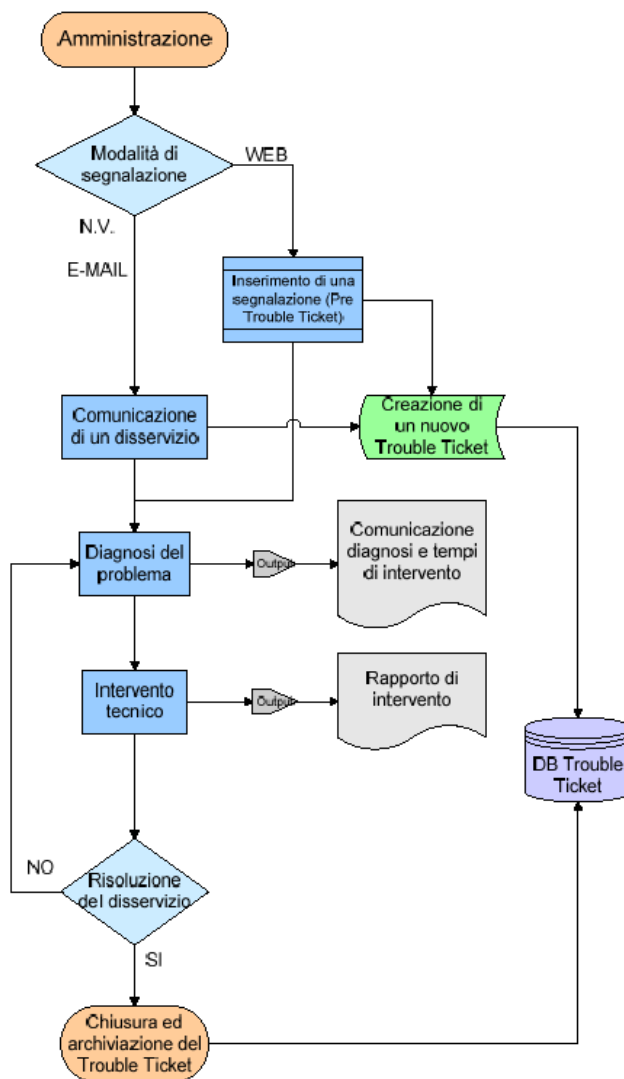 Amministrazione
Modalità di
segnalazione
WEB
N.V..
E-MAIL
Inserimento di una
segnalazione (Pre
Trouble Ticket)
Comunicazione
di un disservizio
Creazione di
un nuovo
Trouble Ticket
Diagnosi del
problema
Output
Comunicazione
diagnosi e tempi
di intervento
Intervento
tecnico
Output
Rapporto di
intervento
DB Trouble
Ticket
NO
Risoluzione
del disservizio
SI
Chiusura ed
archiviazione del
Trouble Ticket